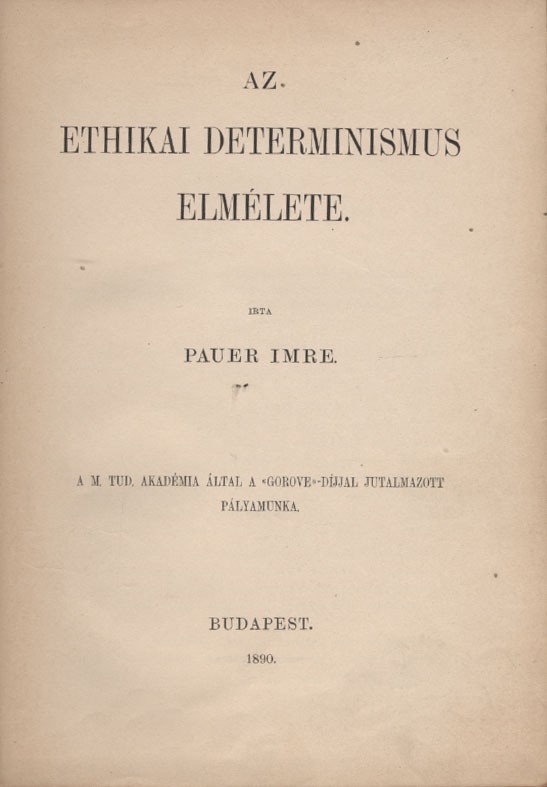 AZ
ETHIKAI DETERMINISMUS
ELMÉLETE.
IRTA
PAUER IMRE.
A M. TUD. AKADÉMIA ÁLTAL A «GOROVE»-DÍJJAL JUTALMAZOTT
PÁLYAMUNKA.
BUDAPEST.
1890.